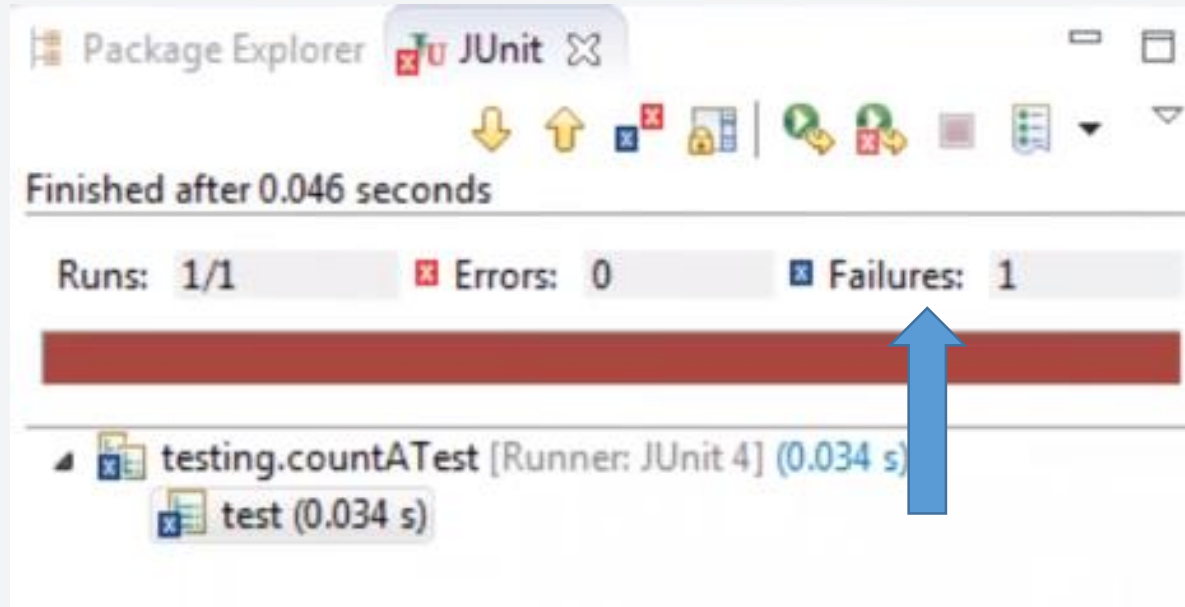 Package Explorer JUnit
Finished after 0.046 seconds
Runs: 1/1 Errors: 0 Failures: 1
testing.countATest [Runner: JUnit 4] (0.034 s)
test (0.034 s)